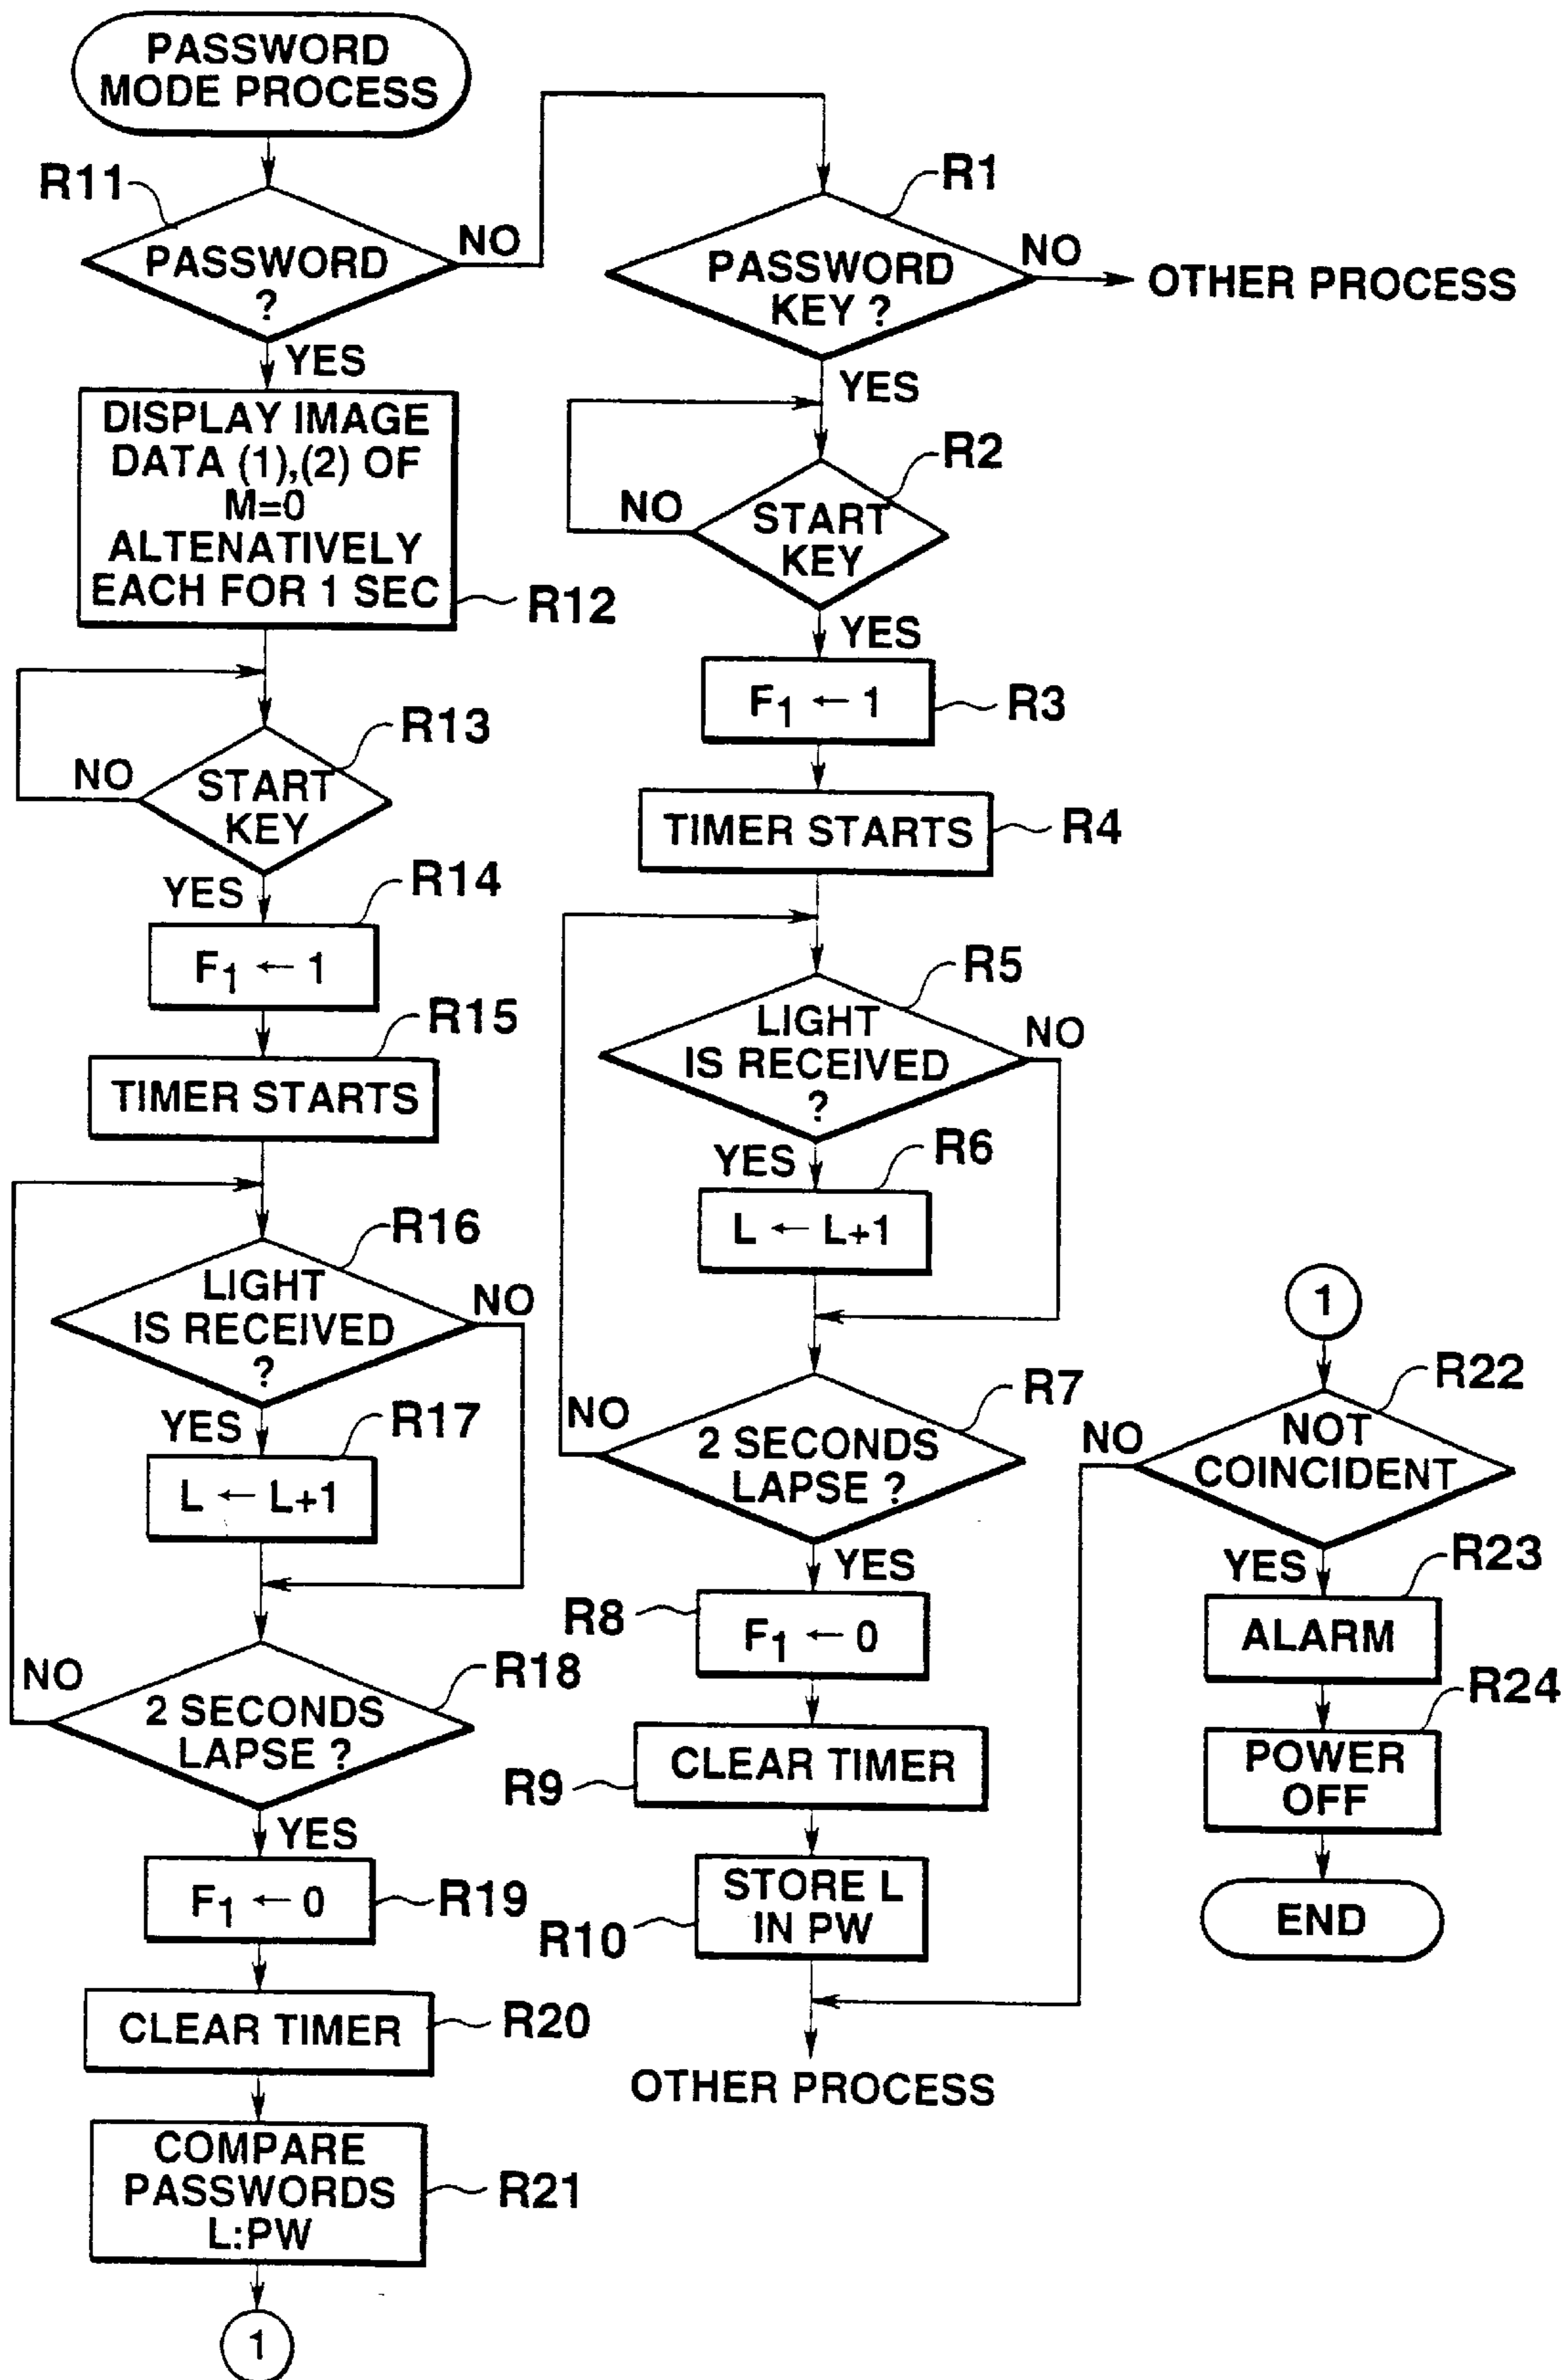 PASSWORD
MODE PROCESS
R11
PASSWORD
?
NO
YES
DISPLAY IMAGE
DATA (1),(2) OF
M=0
ALTENATIVELY
EACH FOR 1 SEC
R12
R13
START
KEY
NO
YES
R14
F1 ← 1
R15
TIMER STARTS
R16
LIGHT
IS RECEIVED
?
NO
YES
R17
L ← L+1
R18
2 SECONDS
LAPSE ?
NO
YES
F1 ← 0
R19
CLEAR TIMER
R20
COMPARE
PASSWORDS
L:PW
R21
1
R1
PASSWORD
KEY ?
NO
OTHER PROCESS
YES
R2
START
KEY
NO
YES
F1 ← 1
R3
TIMER STARTS
R4
R5
LIGHT
IS RECEIVED
?
NO
YES
R6
L ← L+1
R7
2 SECONDS
LAPSE ?
NO
YES
R8
F1 ← 0
CLEAR TIMER
R9
STORE L
IN PW
R10
OTHER PROCESS
1
R22
NOT
COINCIDENT
NO
YES
R23
ALARM
R24
POWER
OFF
END